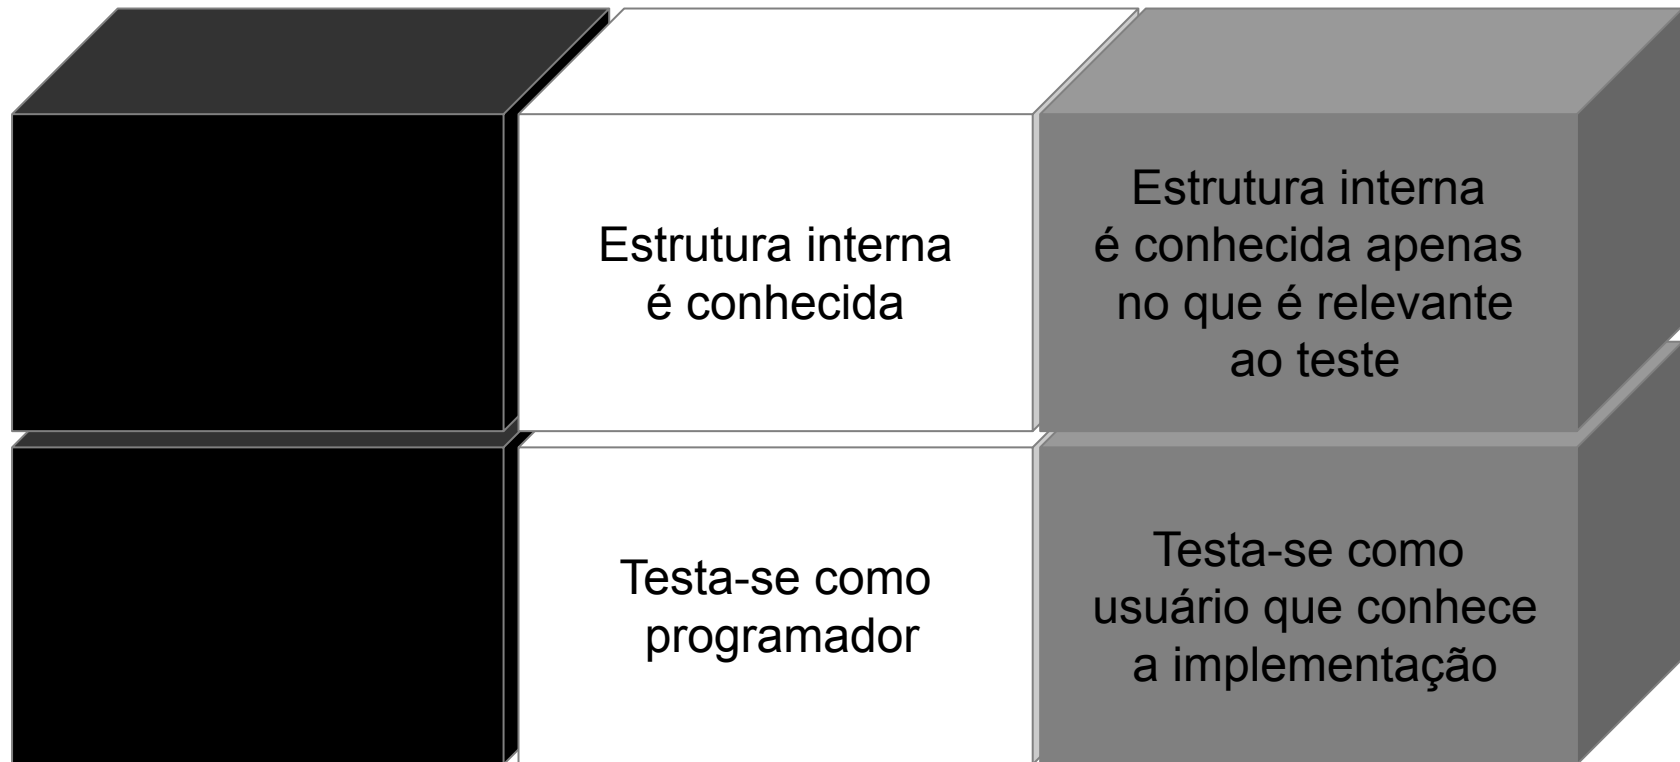 Estrutura interna
é conhecida
Estrutura interna
é conhecida apenas
no que é relevante
ao teste
Testa-se como
programador
Testa-se como
usuário que conhece
a implementação